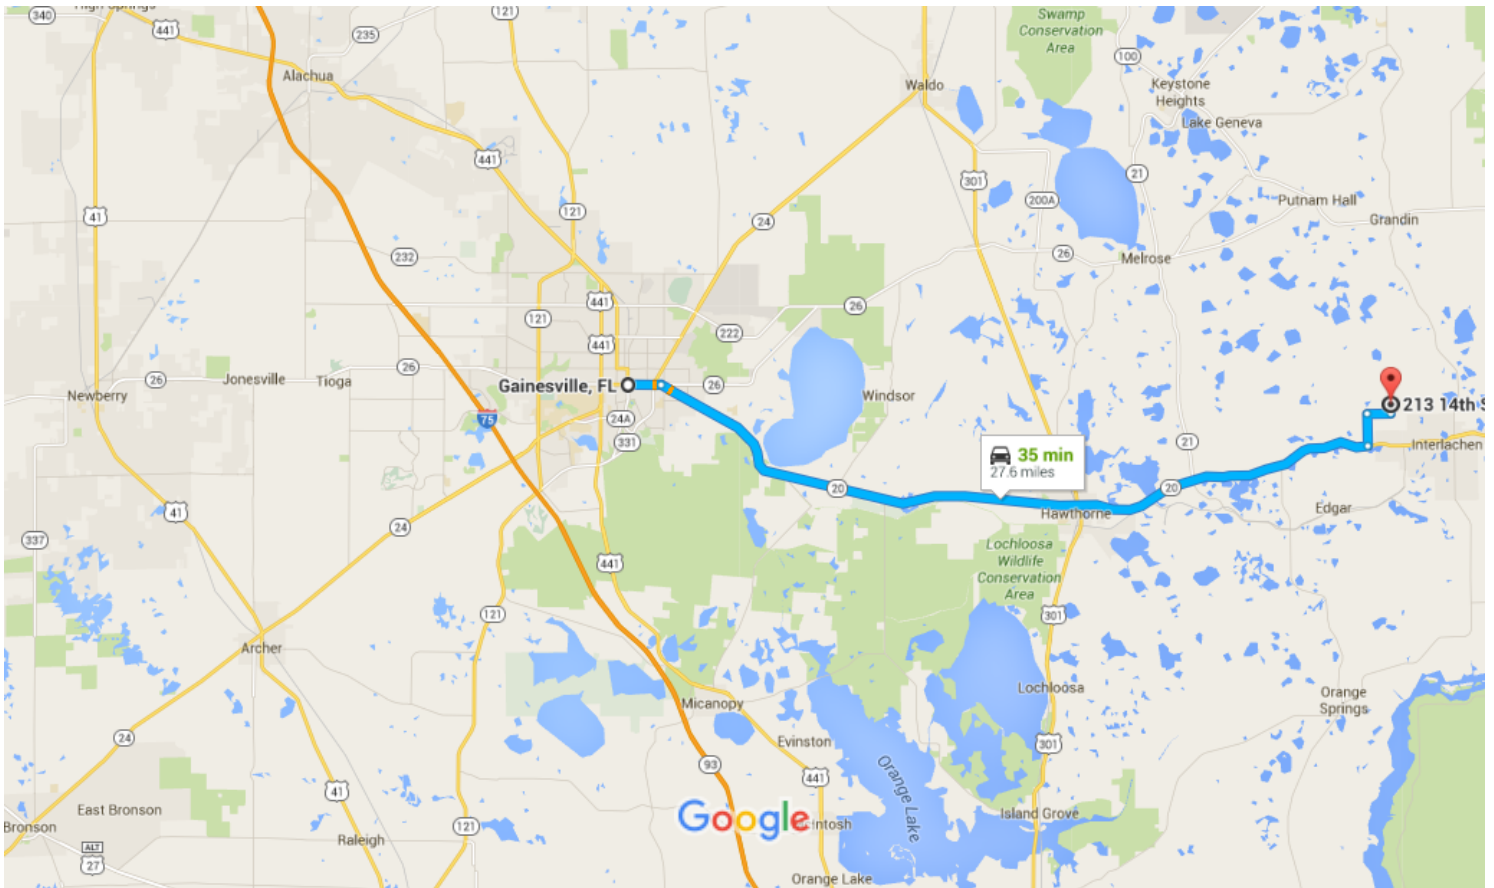 High Springs
340
441
235
121
Alachua
Swamp
Conservation
Area
100
Waldo
Keystone
Heights
Lake Geneva
441
21
301
200A
Putnam Hall
Grandin
41
121
24
232
26
Melrose
441
121
26
222
441
Newberry
26
Jonesville
Tioga
26
Gainesville, FL
26
Windsor
213 14th S
75
24A
331
21
Interlachen
35 min
27.6 miles
20
20
Hawthorne
Edgar
41
24
337
441
Lochloosa
Wildlife
Conservation
Area
121
301
Archer
Lochloosa
Orange
Springs
Micanopy
24
Evinston
301
93
441
Orange Lake
41
East Bronson
Google
Island Grove
Bronson
121
cIntosh
Raleigh
ALT
27
Orange Lake